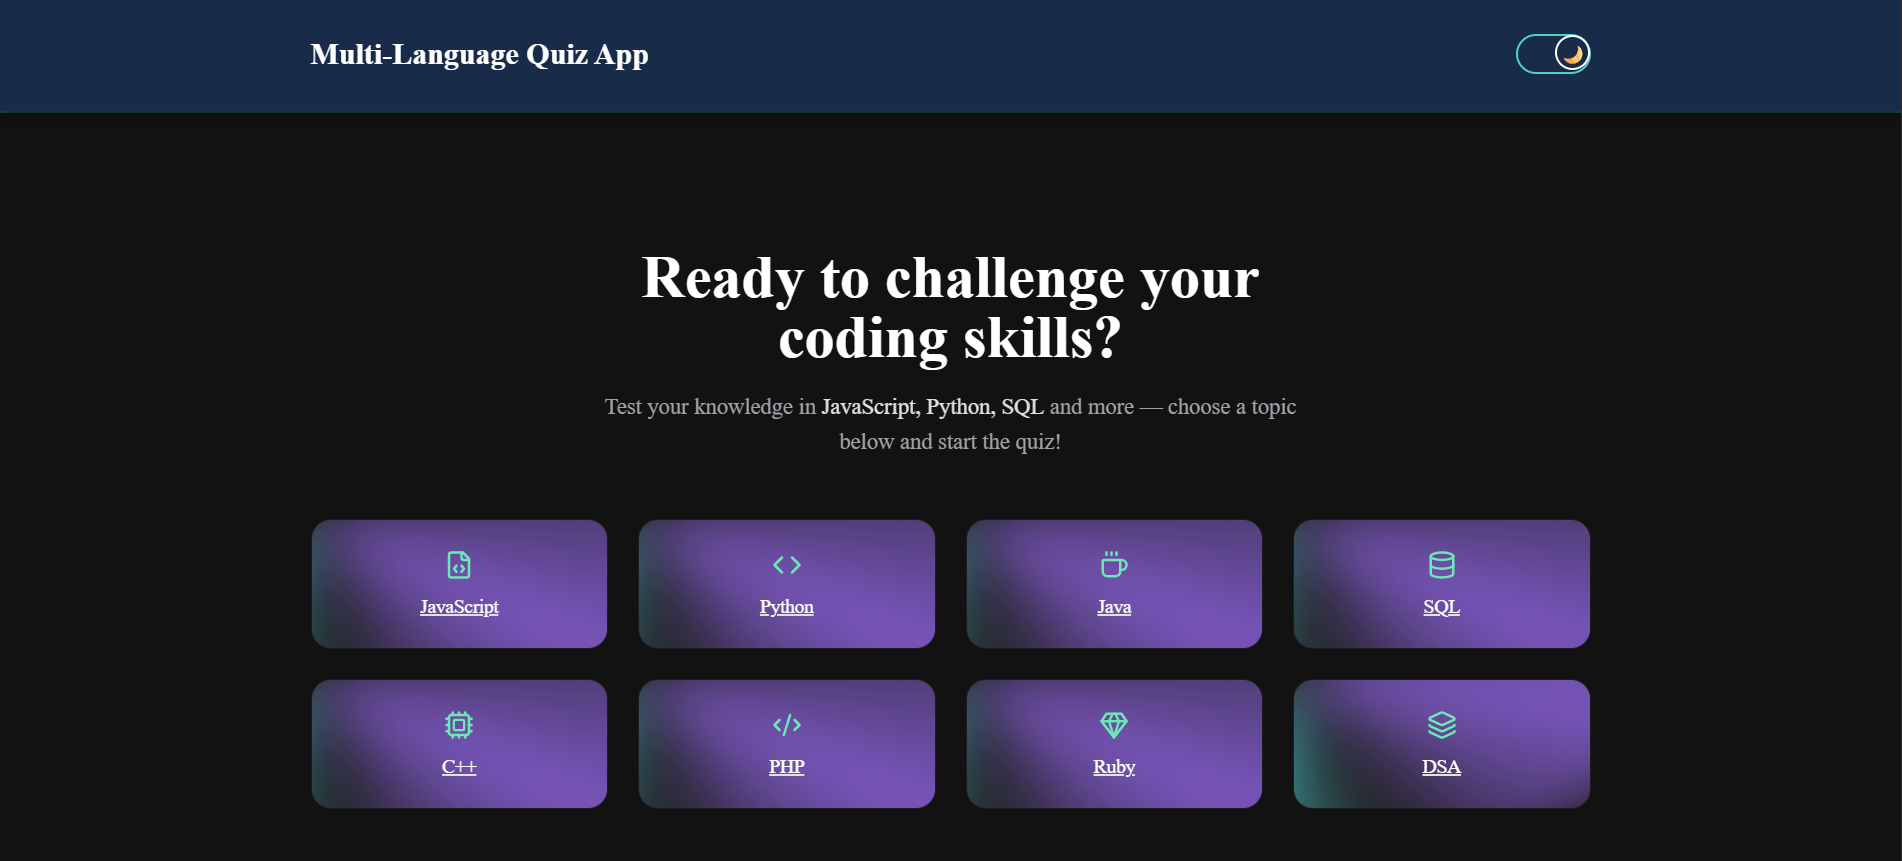 Multi-Language Quiz App
Ready to challenge your
coding skills?
Test your knowledge in JavaScript, Python, SQL and more — choose a topic
below and start the quiz!
JavaScript
Python
Java
SQL
C++
PHP
Ruby
DSA